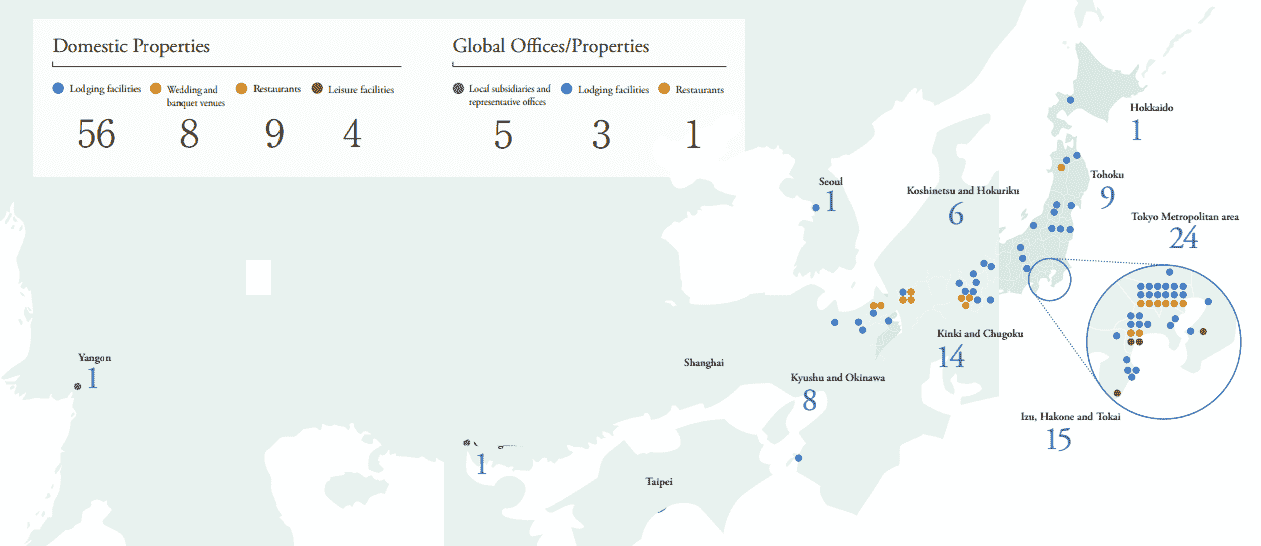 Domestic Properties
Global Offices/Properties
Lodging facilities
Wedding and
banquet venues
Restaurants
Leisure facilities
56
8
9
4
Local subsidiaries and
representative offices
Lodging facilities
Restaurants
5
3
1
Hokkaido
1
Tohoku
9
Seoul
1
Koshinetsu and Hokuriku
6
Tokyo Metropolitan area
24
Kinki and Chugoku
14
Yangon
1
Shanghai
Kyushu and Okinawa
8
Izu, Hakone and Tokai
15
1
Taipei